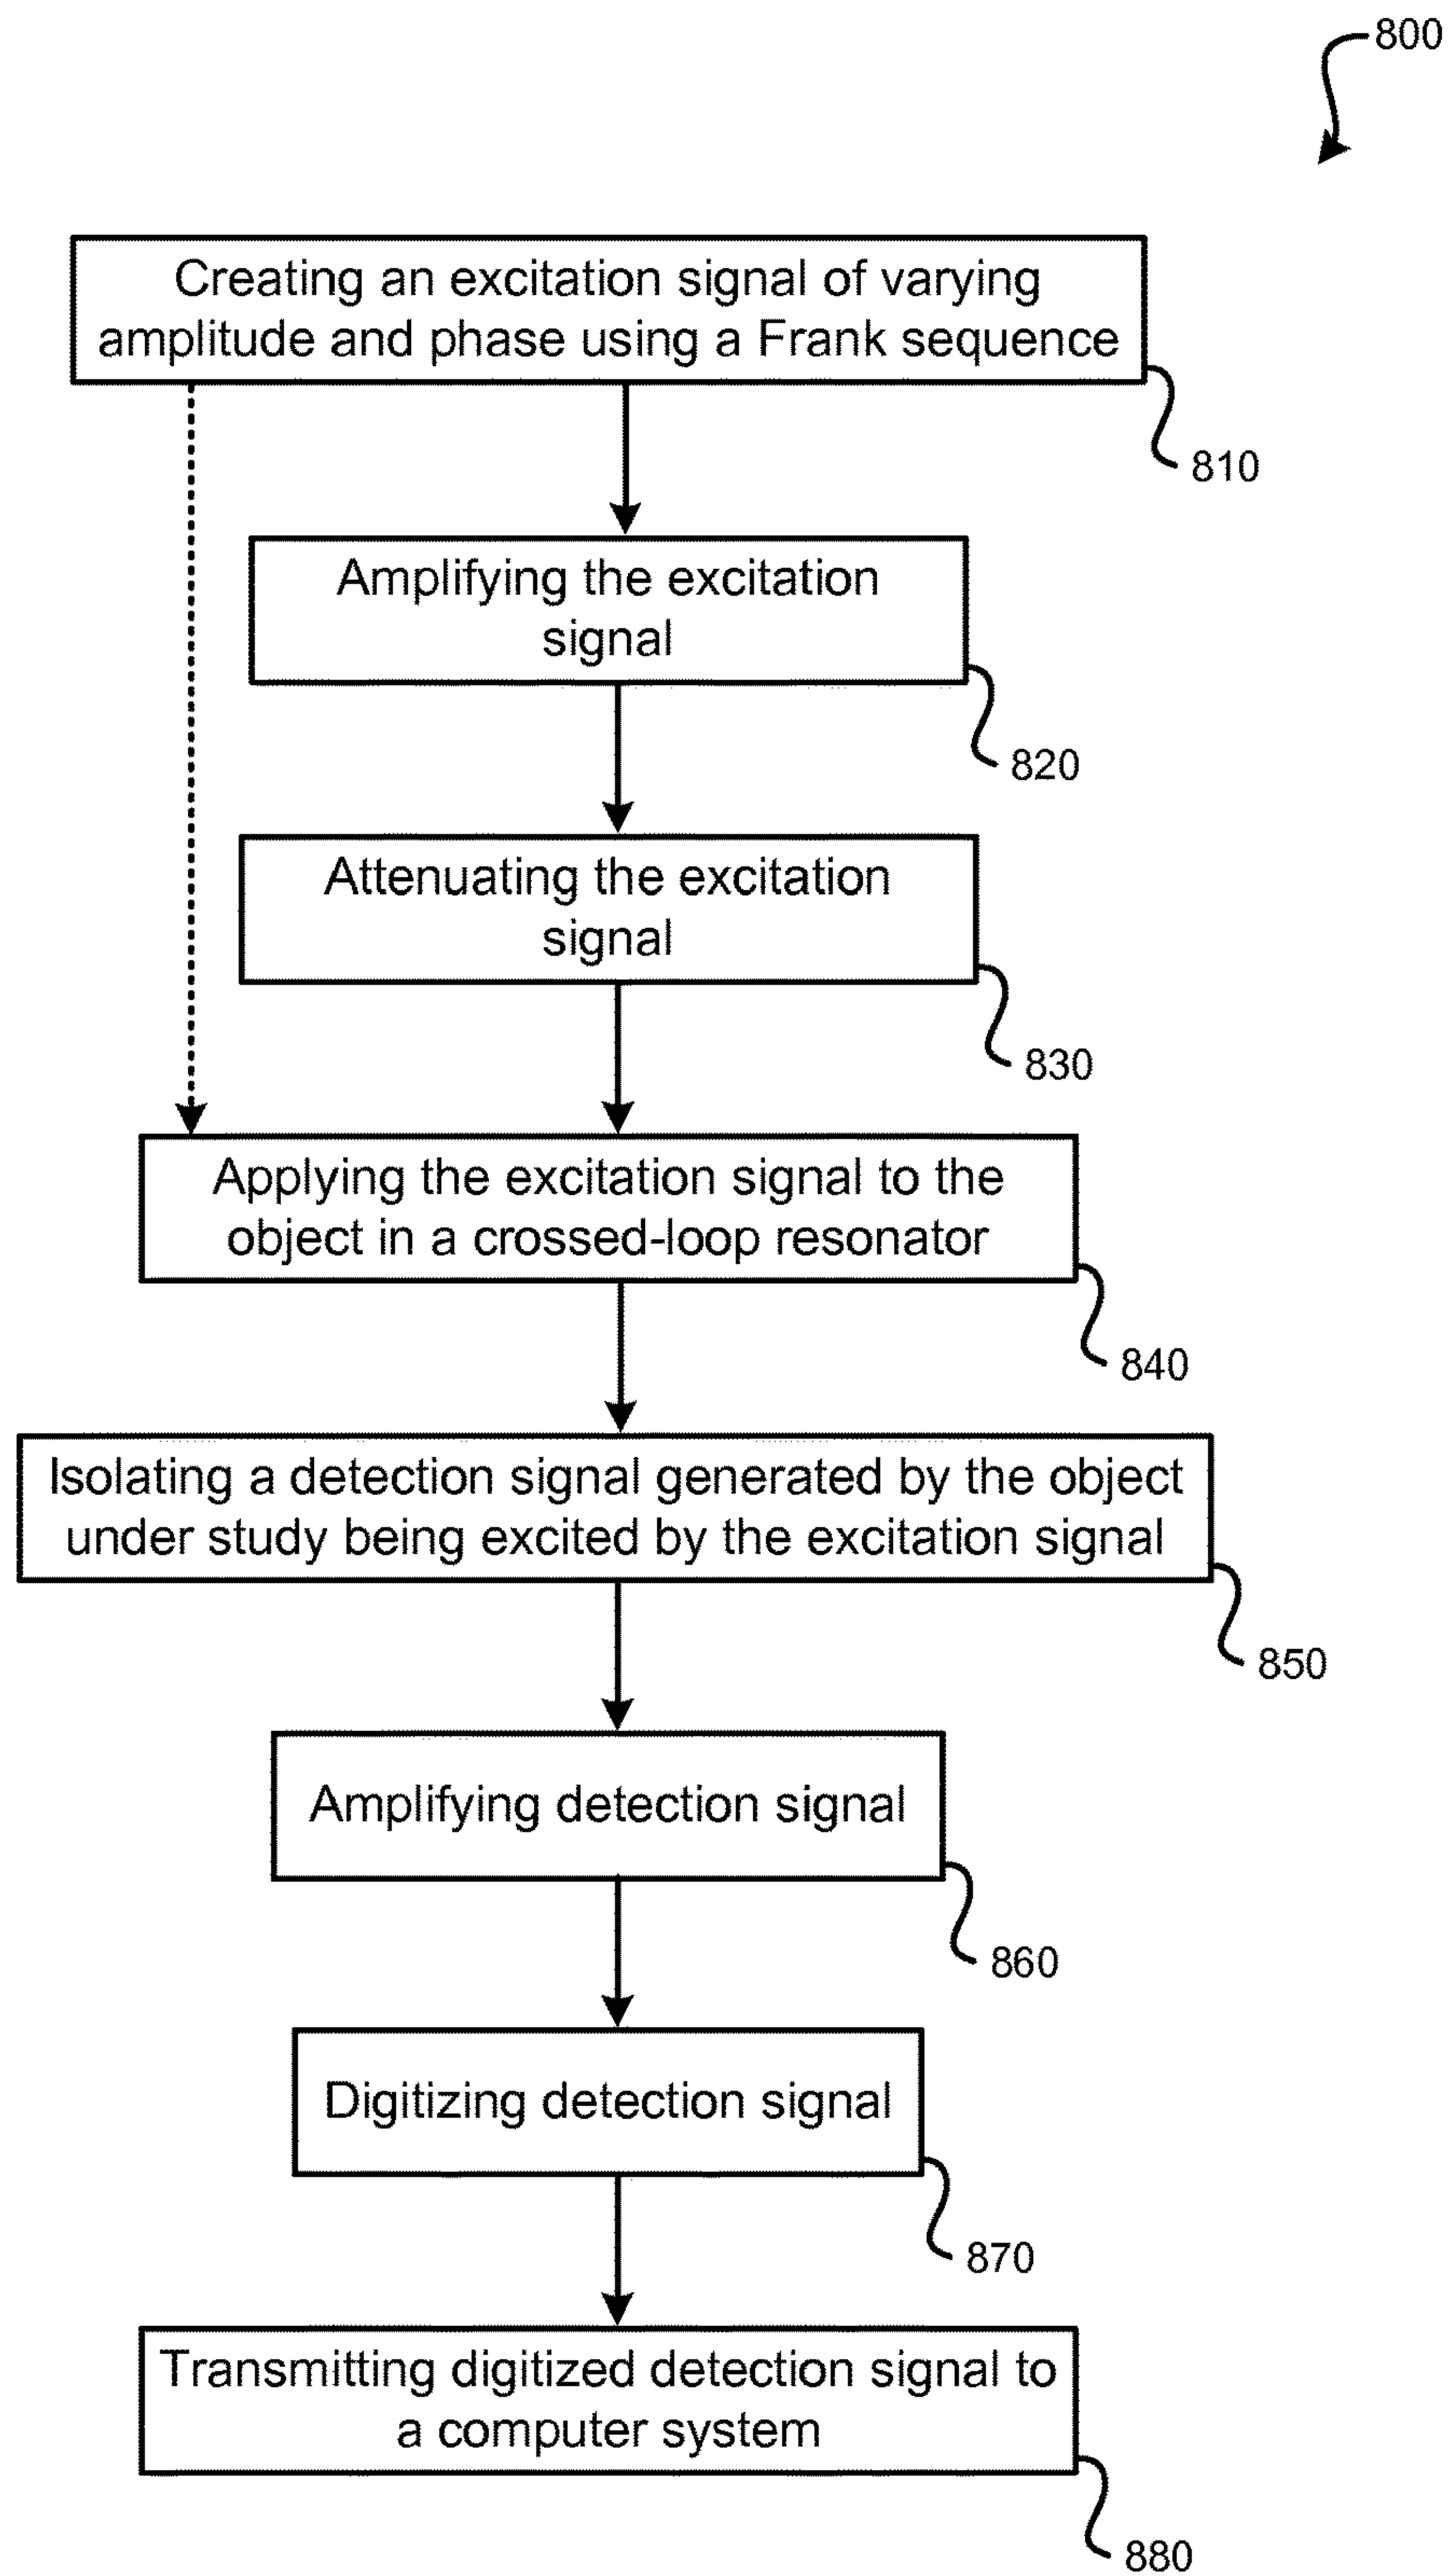 800
Creating an excitation signal of varying
amplitude and phase using a Frank sequence
810
Amplifying the excitation
signal
820
Attenuating the excitation
signal
830
Applying the excitation signal to the
object in a crossed-loop resonator
840
Isolating a detection signal generated by the object
under study being excited by the excitation signal
850
Amplifying detection signal
860
Digitizing detection signal
870
Transmitting digitized detection signal to
a computer system
880